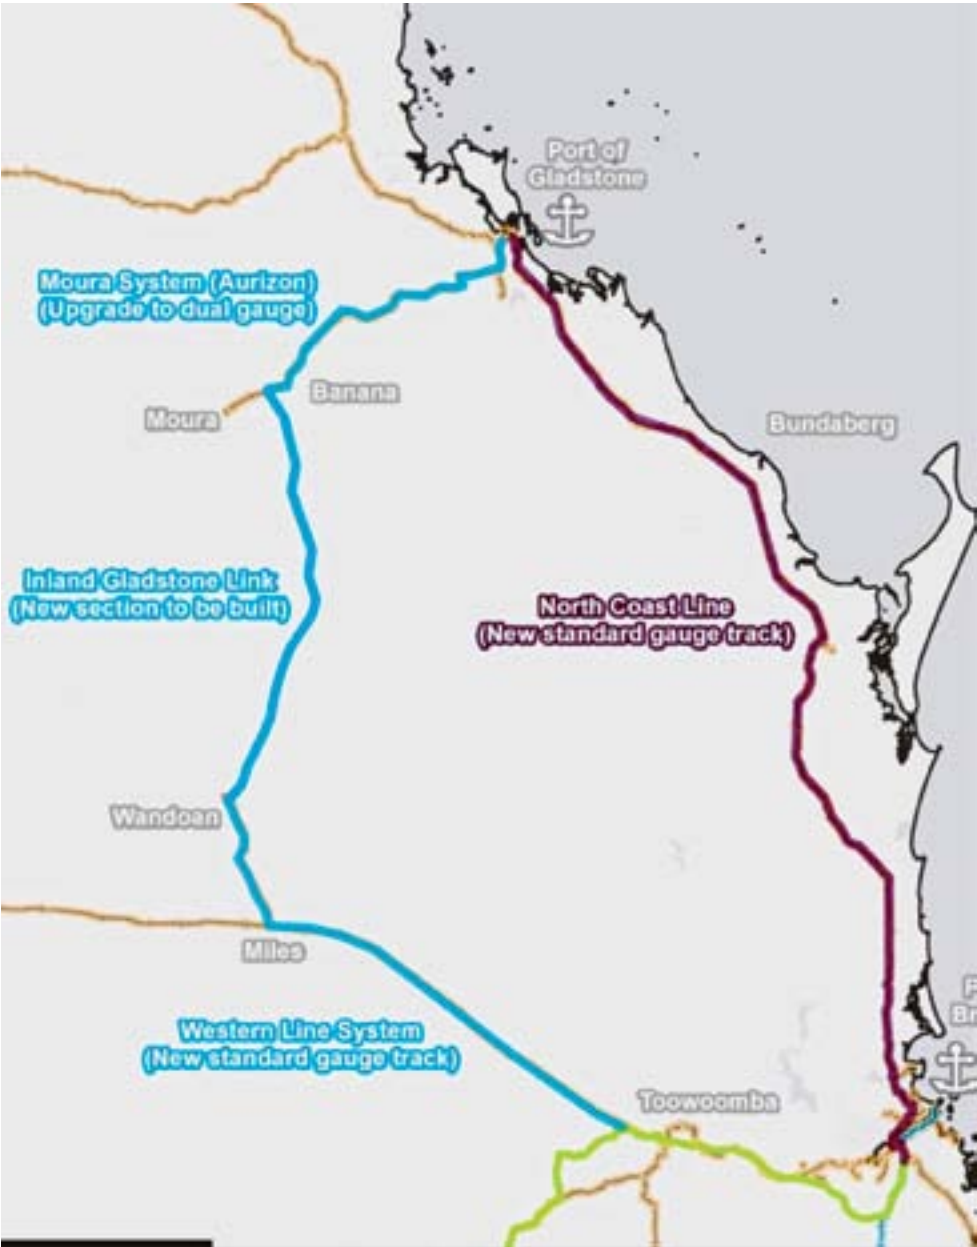 Port of
Gladstone
Moura System (Aurizon)
(Upgrade to dual gauge)
Banana
Moura
Bundaberg
Inland Gladstone Link
(New section to be built)
North Coast Line
(New standard gauge track)
Wandoan
Miles
Western Line System
(New standard gauge track)
Toowoomba